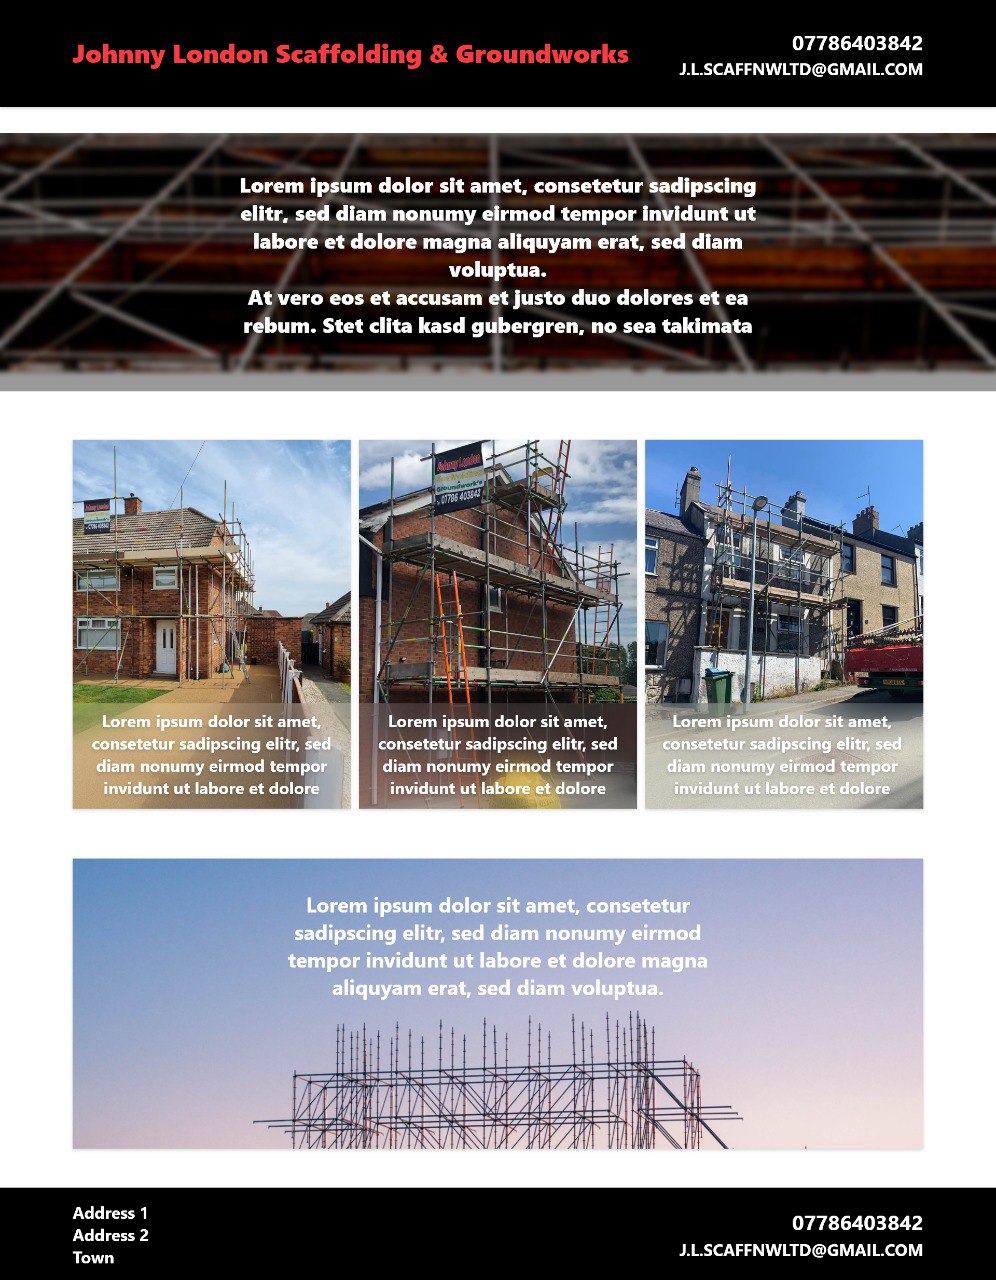 Johnny London Scaffolding & Groundworks
07786403842
J.L.SCAFFNWLTD@GMAIL.COM
Lorem ipsum dolor sit amet, consetetur sadipscing
elitr, sed diam nonumy eirmod tempor invidunt ut
labore et dolore magna aliquyam erat, sed diam
voluptua.
At vero eos et accusam et justo duo dolores et ea
rebum. Stet clita kasd gubergren, no sea takimata
Johnny London
07786 403842
Lorem ipsum dolor sit amet,
consetetur sadipscing elitr, sed
diam nonumy eirmod tempor
invidunt ut labore et dolore
Johnny London
Groundwork's
07786 403842
Lorem ipsum dolor sit amet,
consetetur sadipscing elitr, sed
diam nonumy eirmod tempor
invidunt ut labore et dolore
Lorem ipsum dolor sit amet,
consetetur sadipscing elitr, sed
diam nonumy eirmod tempor
invidunt ut labore et dolore
Lorem ipsum dolor sit amet, consetetur
sadipscing elitr, sed diam nonumy eirmod
tempor invidunt ut labore et dolore magna
aliquyam erat, sed diam voluptua.
Address 1
Address 2
Town
07786403842
J.L.SCAFFNWLTD@GMAIL.COM